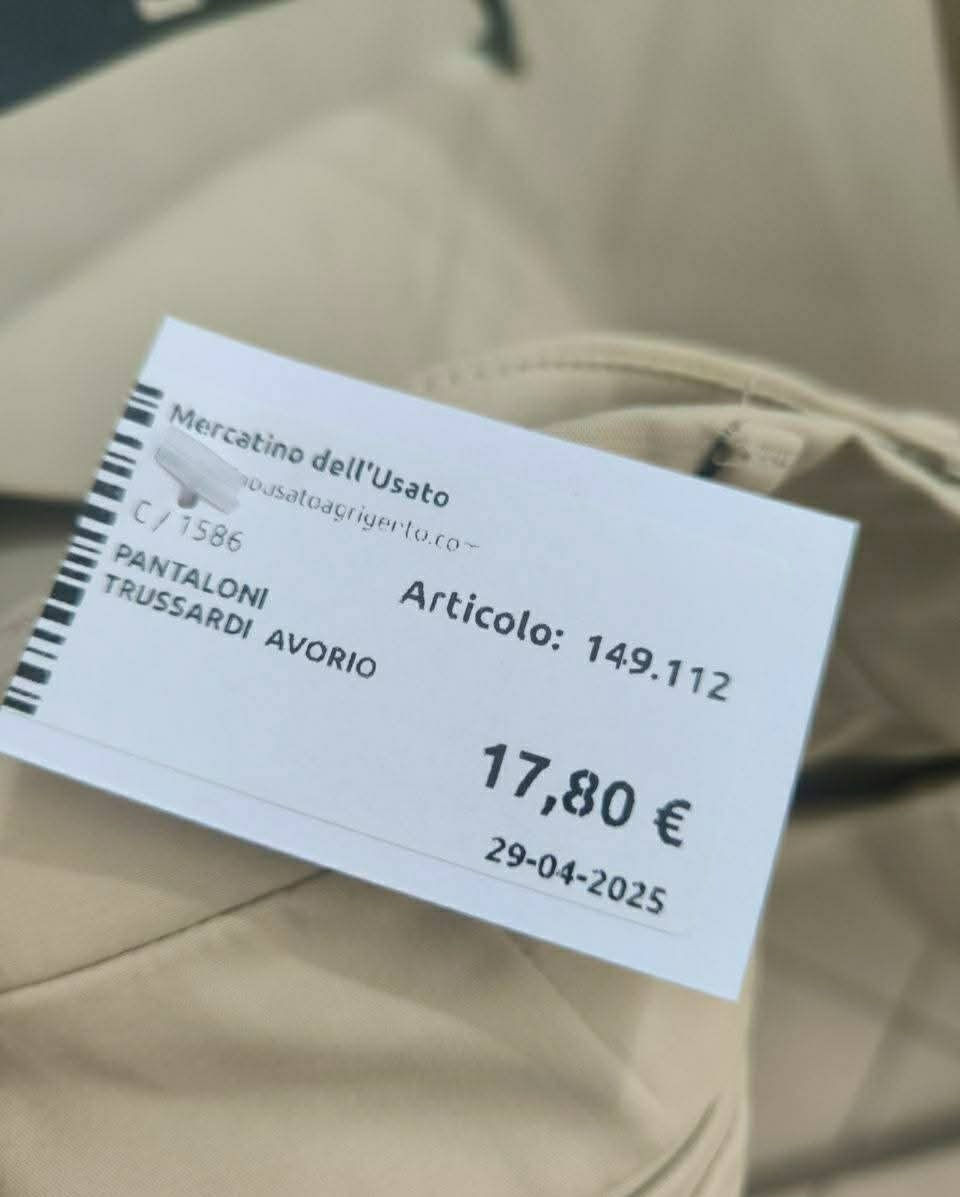 Mercatino dell'Usato
C/1586
PANTALONI
TRUSSARDI AVORIO
Articolo: 149.112
17,80 €
29-04-2025